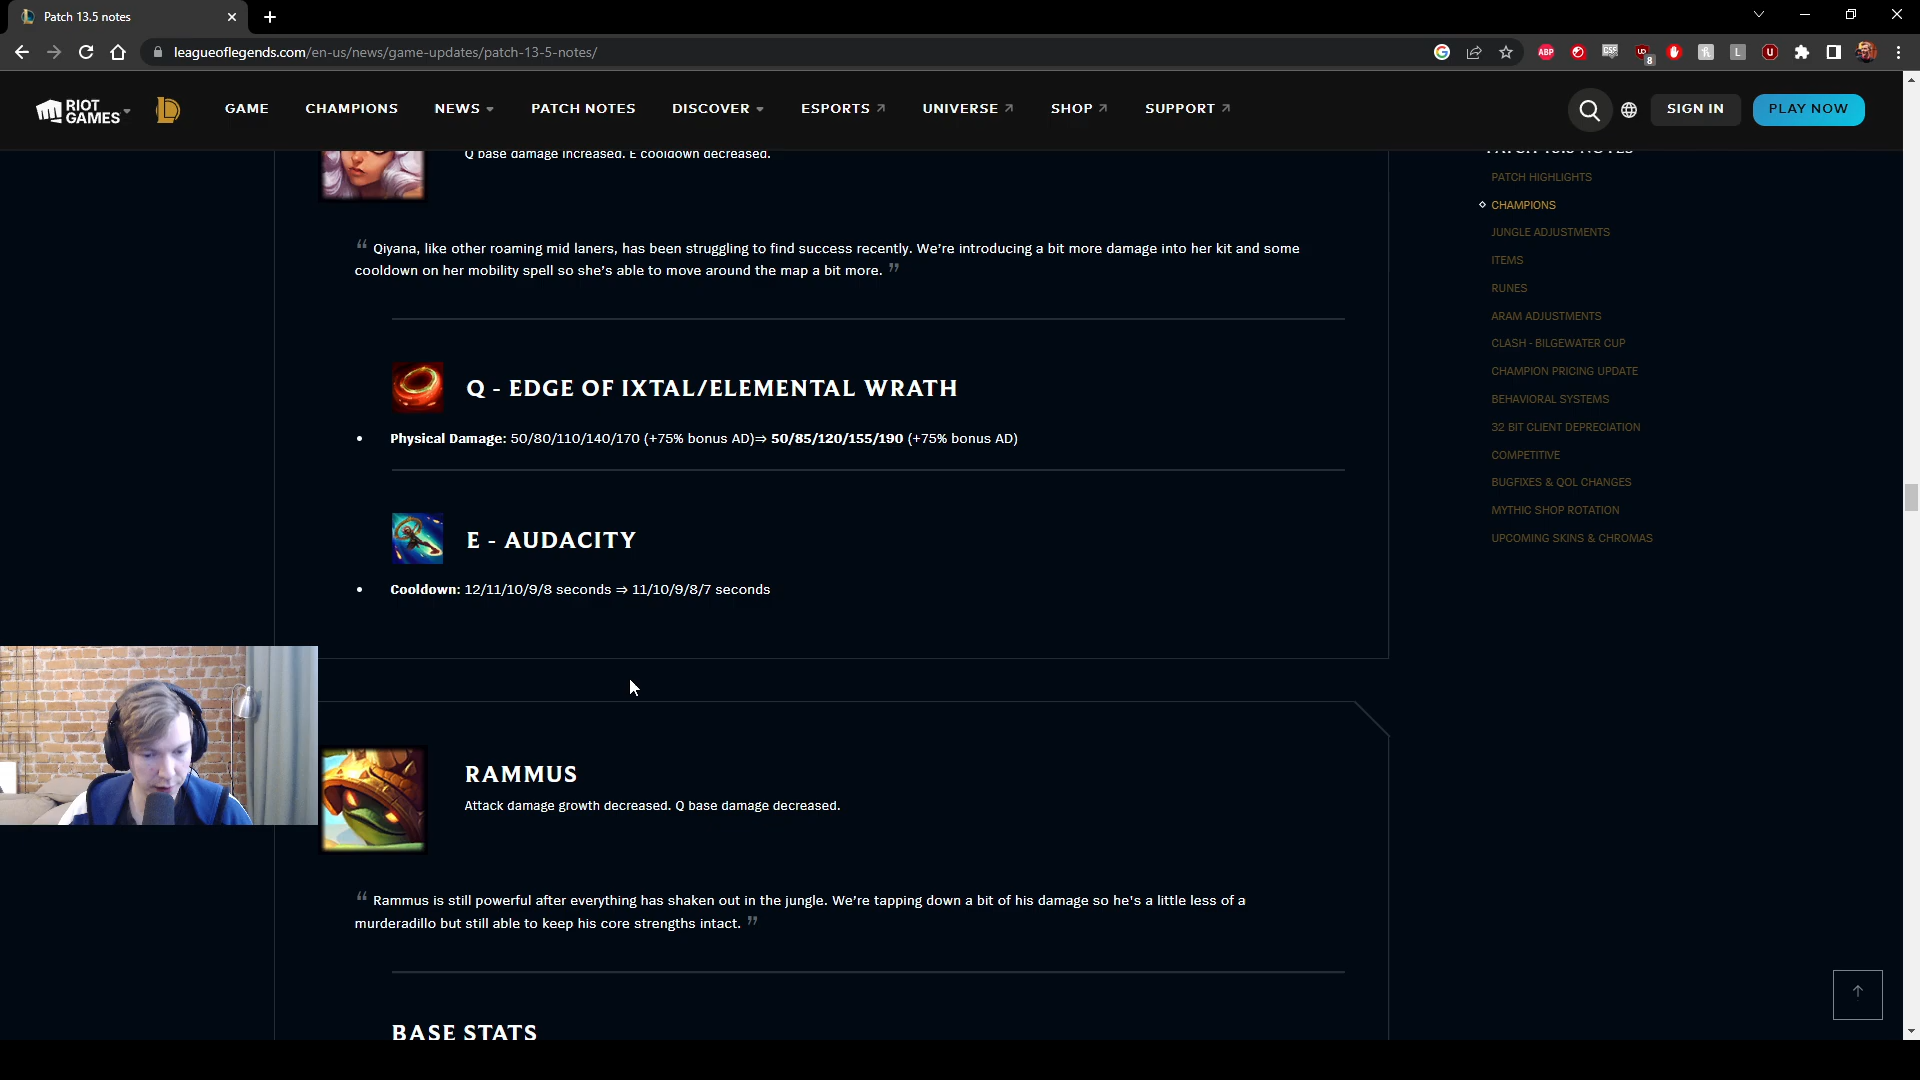 Patch 13.5 notes
leagueoflegends.com/en-us/news/game-updates/patch-13-5-notes/
ABP
8
L
RIOT GAMES
GAME
CHAMPIONS
NEWS
PATCH NOTES
DISCOVER
ESPORTS
UNIVERSE
SHOP
SUPPORT
SIGN IN
PLAY NOW
Q base damage increased. E cooldown decreased.
“ Qiyana, like other roaming mid laners, has been struggling to find success recently. We’re introducing a bit more damage into her kit and some
cooldown on her mobility spell so she’s able to move around the map a bit more. ”
Q - EDGE OF IXTAL/ELEMENTAL WRATH
• Physical Damage: 50/80/110/140/170 (+75% bonus AD)⇒ 50/85/120/155/190 (+75% bonus AD)
E - AUDACITY
• Cooldown: 12/11/10/9/8 seconds ⇒ 11/10/9/8/7 seconds
RAMMUS
Attack damage growth decreased. Q base damage decreased.
“ Rammus is still powerful after everything has shaken out in the jungle. We’re tapping down a bit of his damage so he's a little less of a
murderadillo but still able to keep his core strengths intact. ”
BASE STATS
PATCH 13.5 NOTES
PATCH HIGHLIGHTS
CHAMPIONS
JUNGLE ADJUSTMENTS
ITEMS
RUNES
ARAM ADJUSTMENTS
CLASH - BILGEWATER CUP
CHAMPION PRICING UPDATE
BEHAVIORAL SYSTEMS
32 BIT CLIENT DEPRECIATION
COMPETITIVE
BUGFIXES & QOL CHANGES
MYTHIC SHOP ROTATION
UPCOMING SKINS & CHROMAS